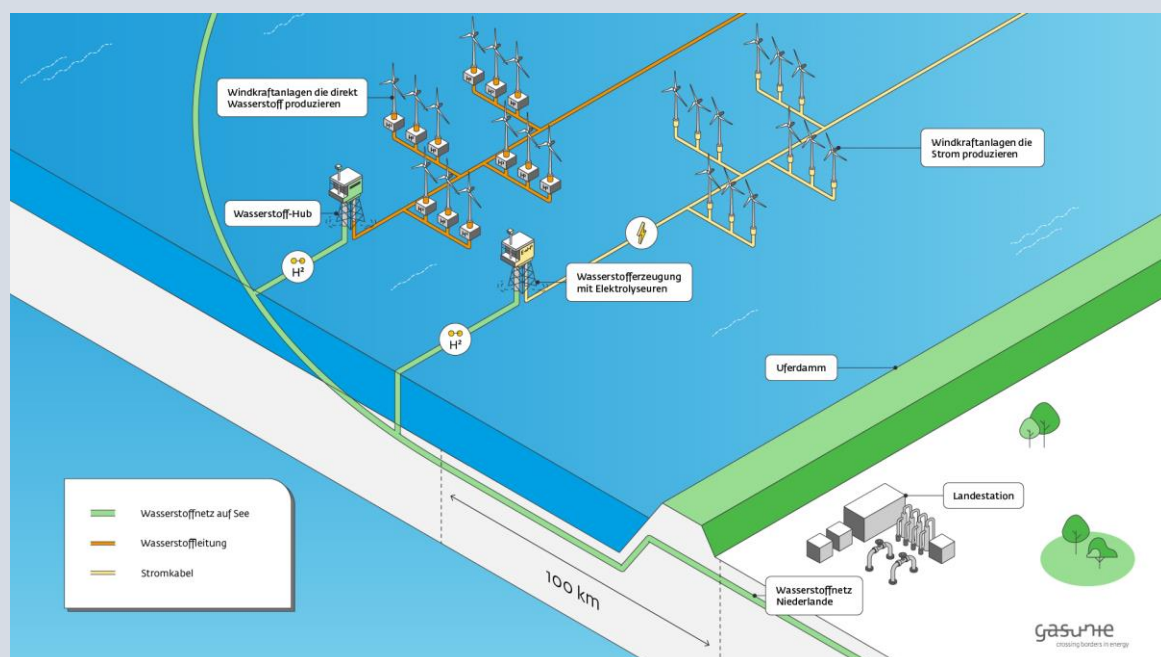 Windkraftanlagen die direkt
Wasserstoff produzieren
Windkraftanlagen die
Strom produzieren
Wasserstoff-Hub
H²
Wasserstofferzeugung
mit Elektrolyseuren
H²
Uferdamm
Landestation
Wasserstoffnetz auf See
Wasserstoffleitung
Stromkabel
100 km
Wasserstoffnetz
Niederlande
gasunie
crossing borders in energy